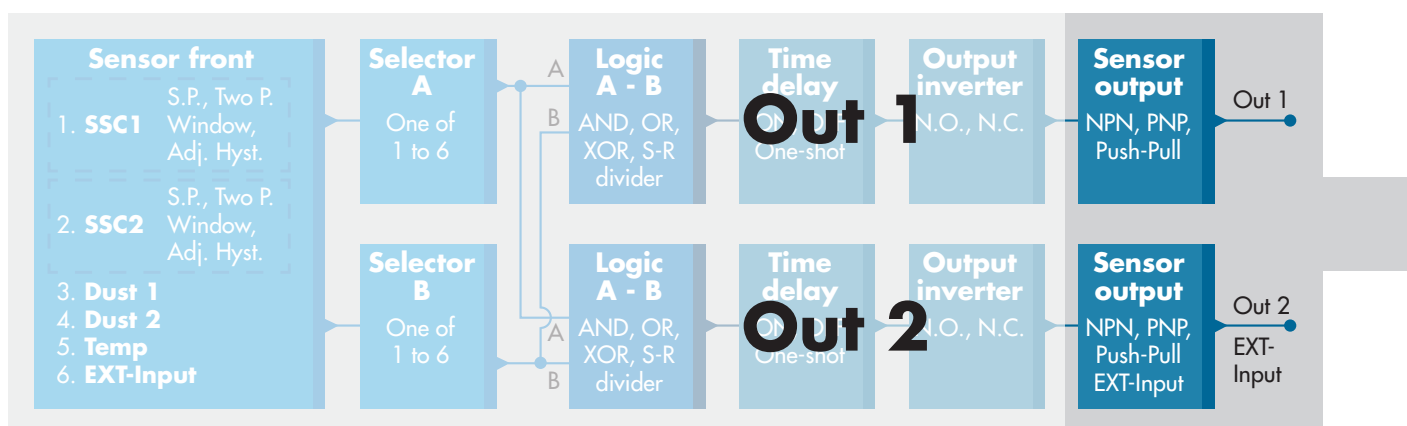 Sensor front
1. SSC1
S.P., Two P.
Window,
Adj. Hyst.
2. SSC2
S.P., Two P.
Window,
Adj. Hyst.
3. Dust 1
4. Dust 2
5. Temp
6. EXT-Input
Selector
A
One of
1 to 6
A
B
Logic
A - B
AND, OR,
XOR, S-R
divider
Time
delay
One-shot
Out 1
Output
inverter
N.O., N.C.
Sensor
output
NPN, PNP,
Push-Pull
Out 1
Selector
B
One of
1 to 6
A
B
Logic
A - B
AND, OR,
XOR, S-R
divider
Time
delay
One-shot
Out 2
Output
inverter
N.O., N.C.
Sensor
output
NPN, PNP,
Push-Pull
EXT-Input
Out 2
EXT-
Input